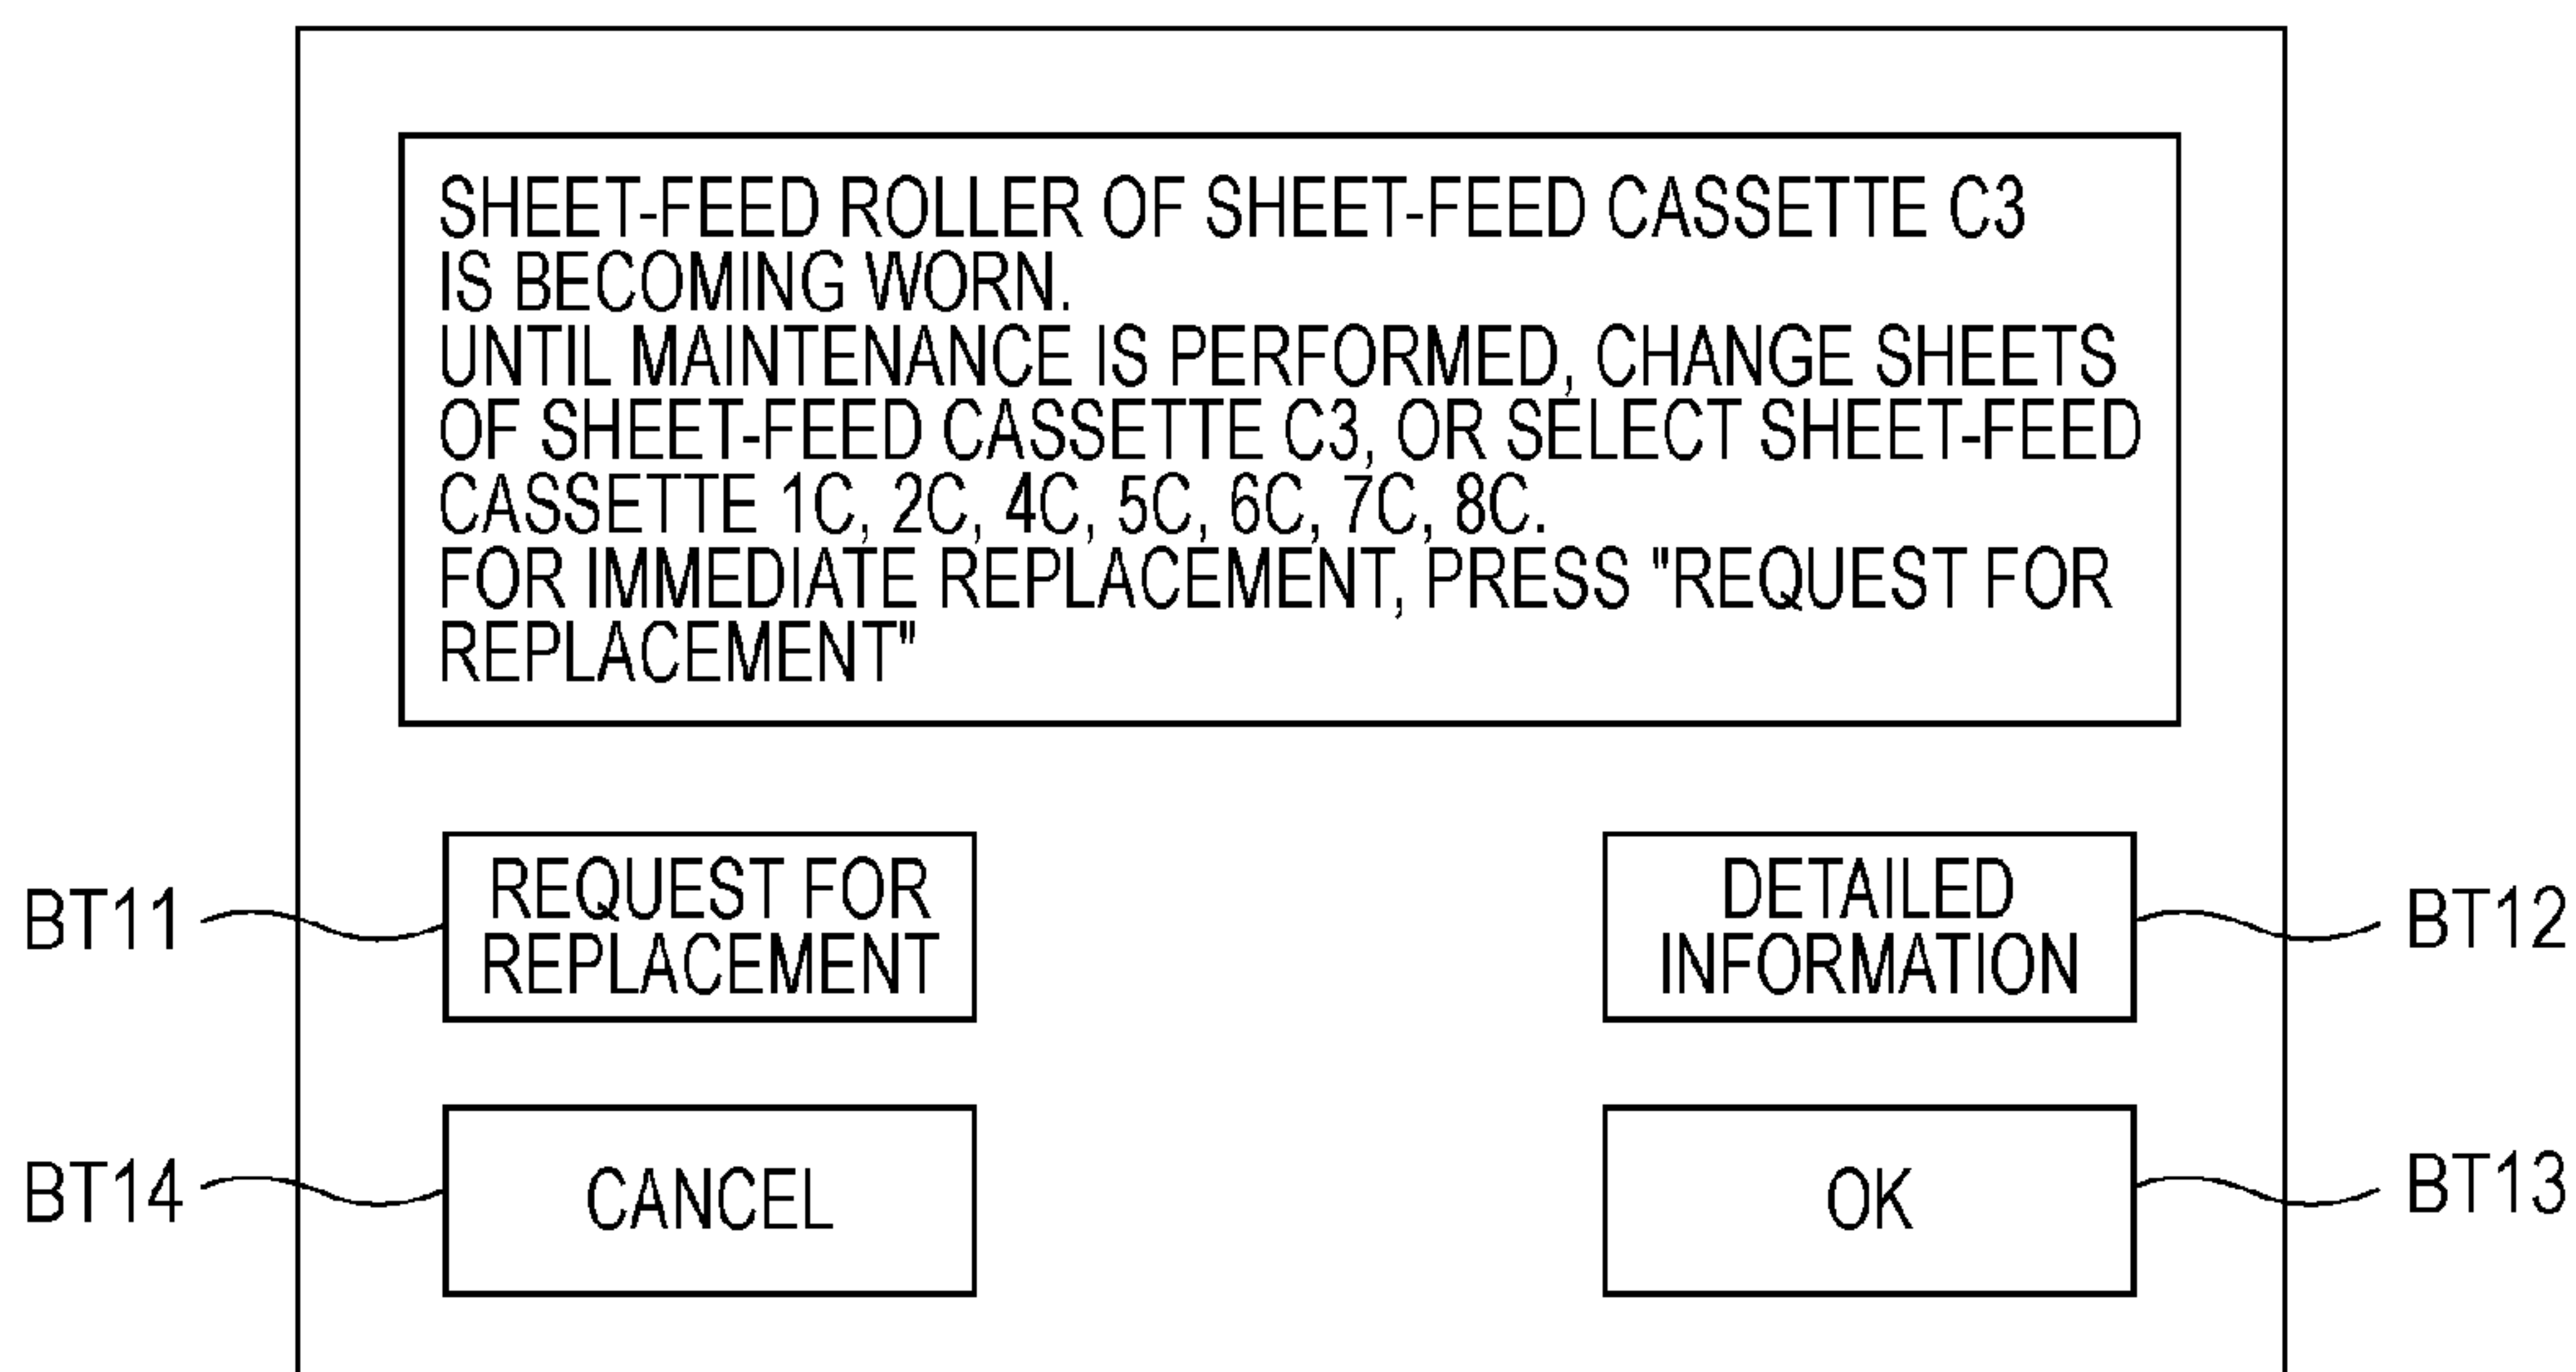 SHEET-FEED ROLLER OF SHEET-FEED CASSETTE C3
IS BECOMING WORN.
UNTIL MAINTENANCE IS PERFORMED, CHANGE SHEETS
OF SHEET-FEED CASSETTE C3, OR SELECT SHEET-FEED
CASSETTE 1C, 2C, 4C, 5C, 6C, 7C, 8C.
FOR IMMEDIATE REPLACEMENT, PRESS "REQUEST FOR
REPLACEMENT"
BT11
REQUEST FOR
REPLACEMENT
DETAILED
INFORMATION
BT12
BT14
CANCEL
OK
BT13